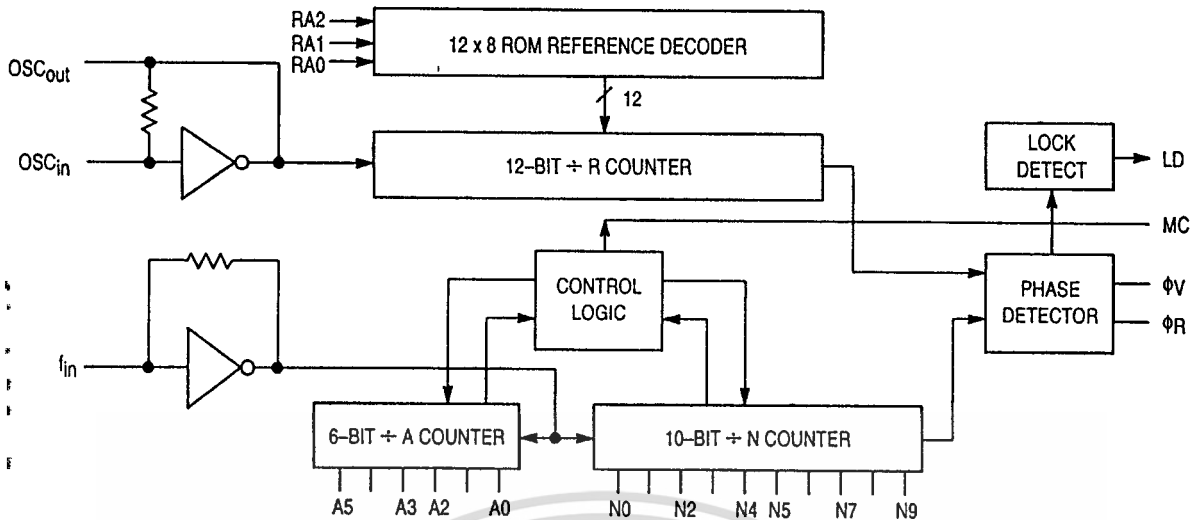 RA2
RA1
RA0
12 x 8 ROM REFERENCE DECODER
OSCout
12
OSCin
12–BIT ÷ R COUNTER
LOCK
DETECT
LD
MC
CONTROL
LOGIC
PHASE
DETECTOR
ϕV
ϕR
fin
6–BIT ÷ A COUNTER
10–BIT ÷ N COUNTER
A5 A3 A2 A0 N0 N2 N4 N5 N7 N9